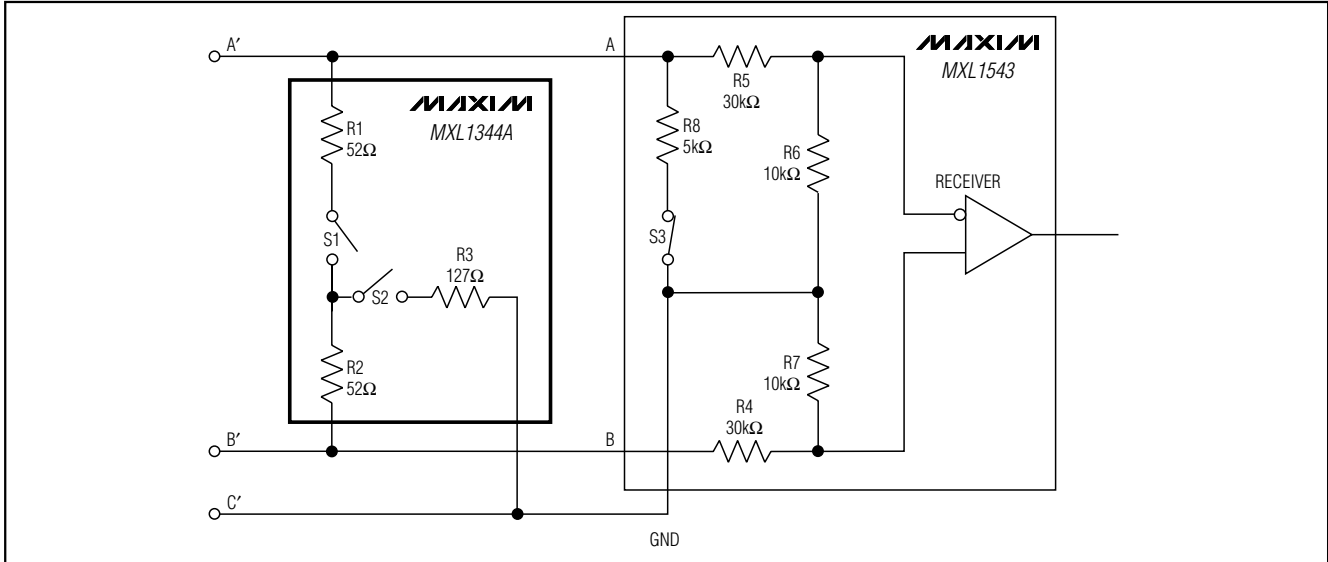 A′
A
MAXIM
MXL1543
R5
30kΩ
MAXIM
MXL1344A
R1
52Ω
R8
5kΩ
R6
10kΩ
RECEIVER
S1
S3
R3
127Ω
S2
R2
52Ω
R7
10kΩ
R4
30kΩ
B′
B
C′
GND